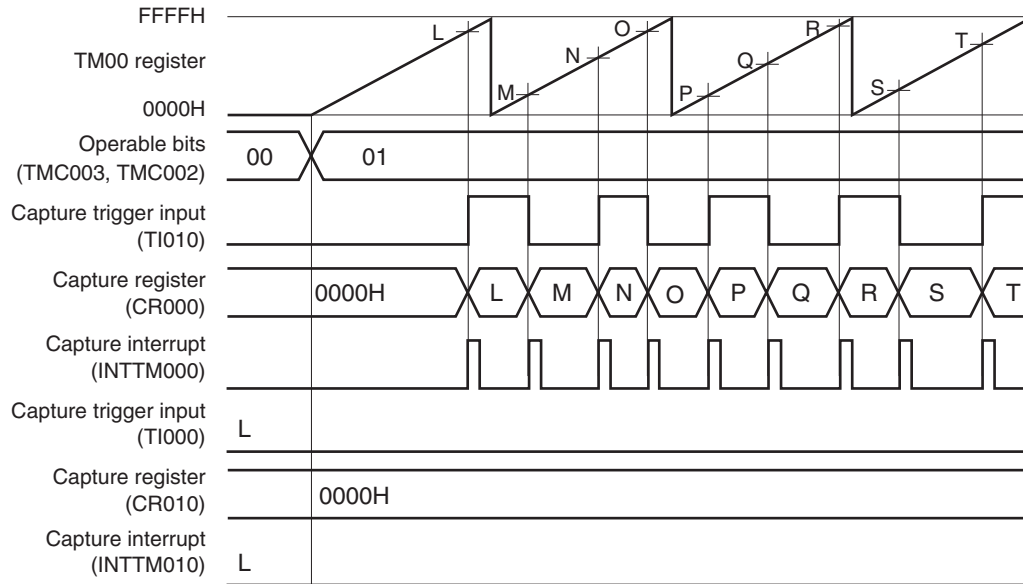 FFFFH
TM00 register
0000H
L M N O P Q R S T
Operable bits
(TMC003, TMC002)
00 01
Capture trigger input
(TI010)
Capture register
(CR000)
0000H L M N O P Q R S T
Capture interrupt
(INTTM000)
Capture trigger input
(TI000)
L
Capture register
(CR010)
0000H
Capture interrupt
(INTTM010)
L